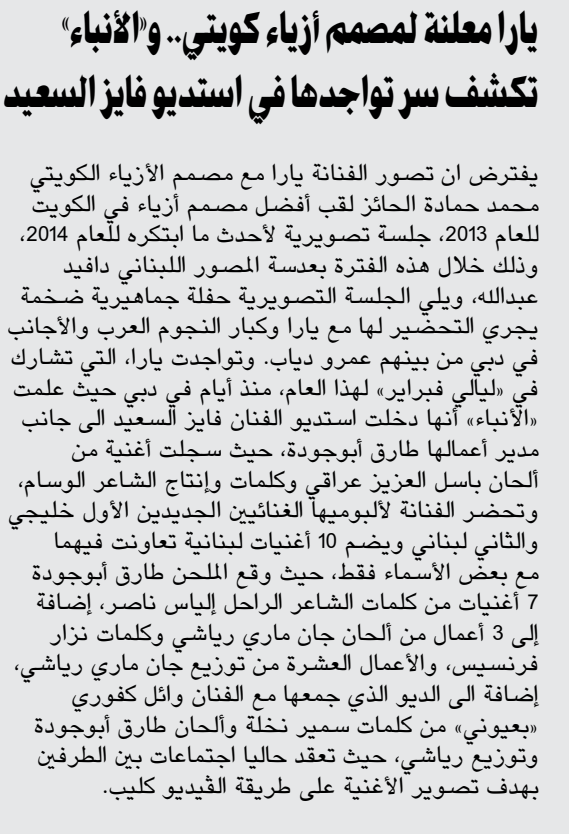 يارا معلنة لمصمم أزياء كويتي.. و«الأنباء»
تكشف سر تواجدها في استديو فايز السعيد
يفترض ان تصور الفنانة يارا مع مصمم الأزياء الكويتي
محمد حمادة الحائز لقب أفضل مصمم أزياء في الكويت
للعام 2013، جلسة تصويرية لأحدث ما ابتكره للعام 2014،
وذلك خلال هذه الفترة بعدسة المصور اللبناني دافيد
عبدالله، ويلي الجلسة التصويرية حفلة جماهيرية ضخمة
يجري التحضير لها مع يارا وكبار النجوم العرب والأجانب
في دبي من بينهم عمرو دياب. وتواجدت يارا، التي تشارك
في «ليالي فبراير» لهذا العام، منذ أيام في دبي حيث علمت
«الأنباء» أنها دخلت استديو الفنان فايز السعيد الى جانب
مدير أعمالها طارق أبوجودة، حيث سجلت أغنية من
ألحان باسل العزيز عراقي وكلمات وإنتاج الشاعر الوسام،
وتحضر الفنانة لألبوميها الغنائيين الجديدين الأول خليجي
والثاني لبناني ويضم 10 أغنيات لبنانية تعاونت فيهما
مع بعض الأسماء فقط، حيث وقع الملحن طارق أبوجودة
7 أغنيات من كلمات الشاعر الراحل إلياس ناصر، إضافة
إلى 3 أعمال من ألحان جان ماري رياشي وكلمات نزار
فرنسيس، والأعمال العشرة من توزيع جان ماري رياشي،
إضافة الى الديو الذي جمعها مع الفنان وائل كفوري
«بعيوني» من كلمات سمير نخلة وألحان طارق أبوجودة
وتوزيع رياشي، حيث تعقد حاليا اجتماعات بين الطرفين
بهدف تصوير الأغنية على طريقة الڤيديو كليب.